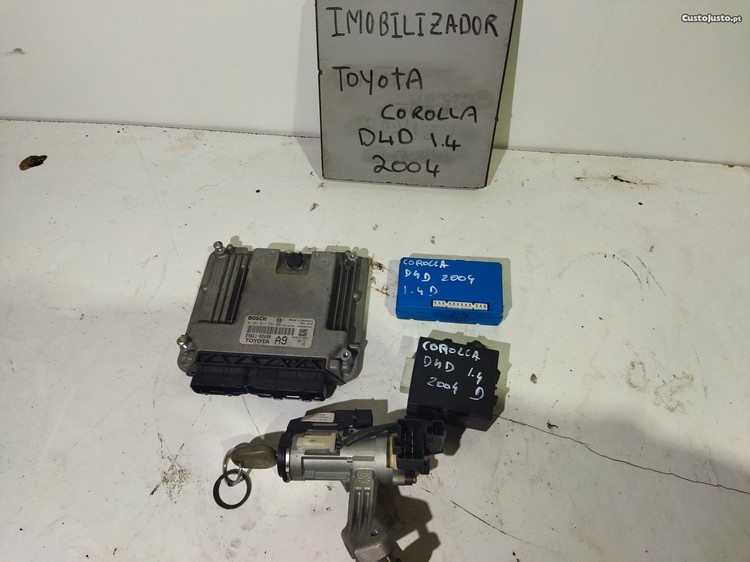 CustoJusto.pt
IMOBILIZADOR
TOYOTA
COROLLA
D4D 1.4
2004
COROLLA
D4D 2004
1.4 D
BOSCH
TOYOTA A9
COROLLA
D4D 1.4
2004 D